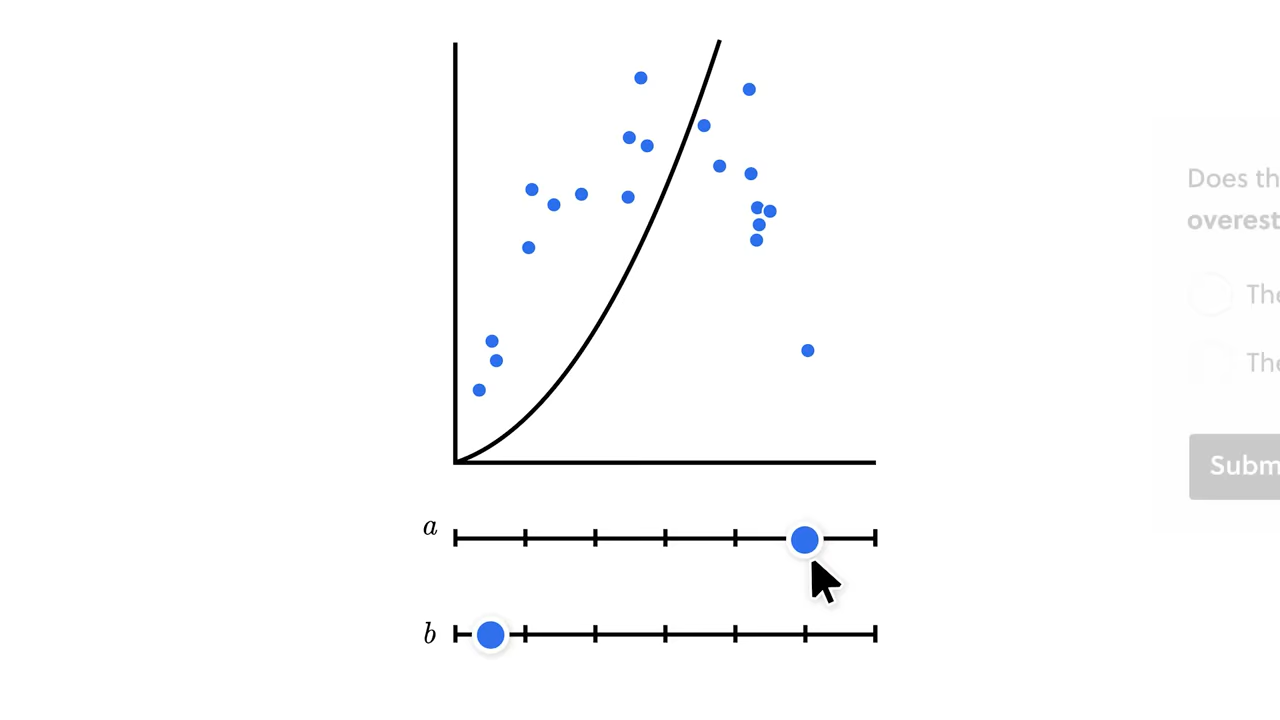 Does th
overest
The
The
Subm
a
b